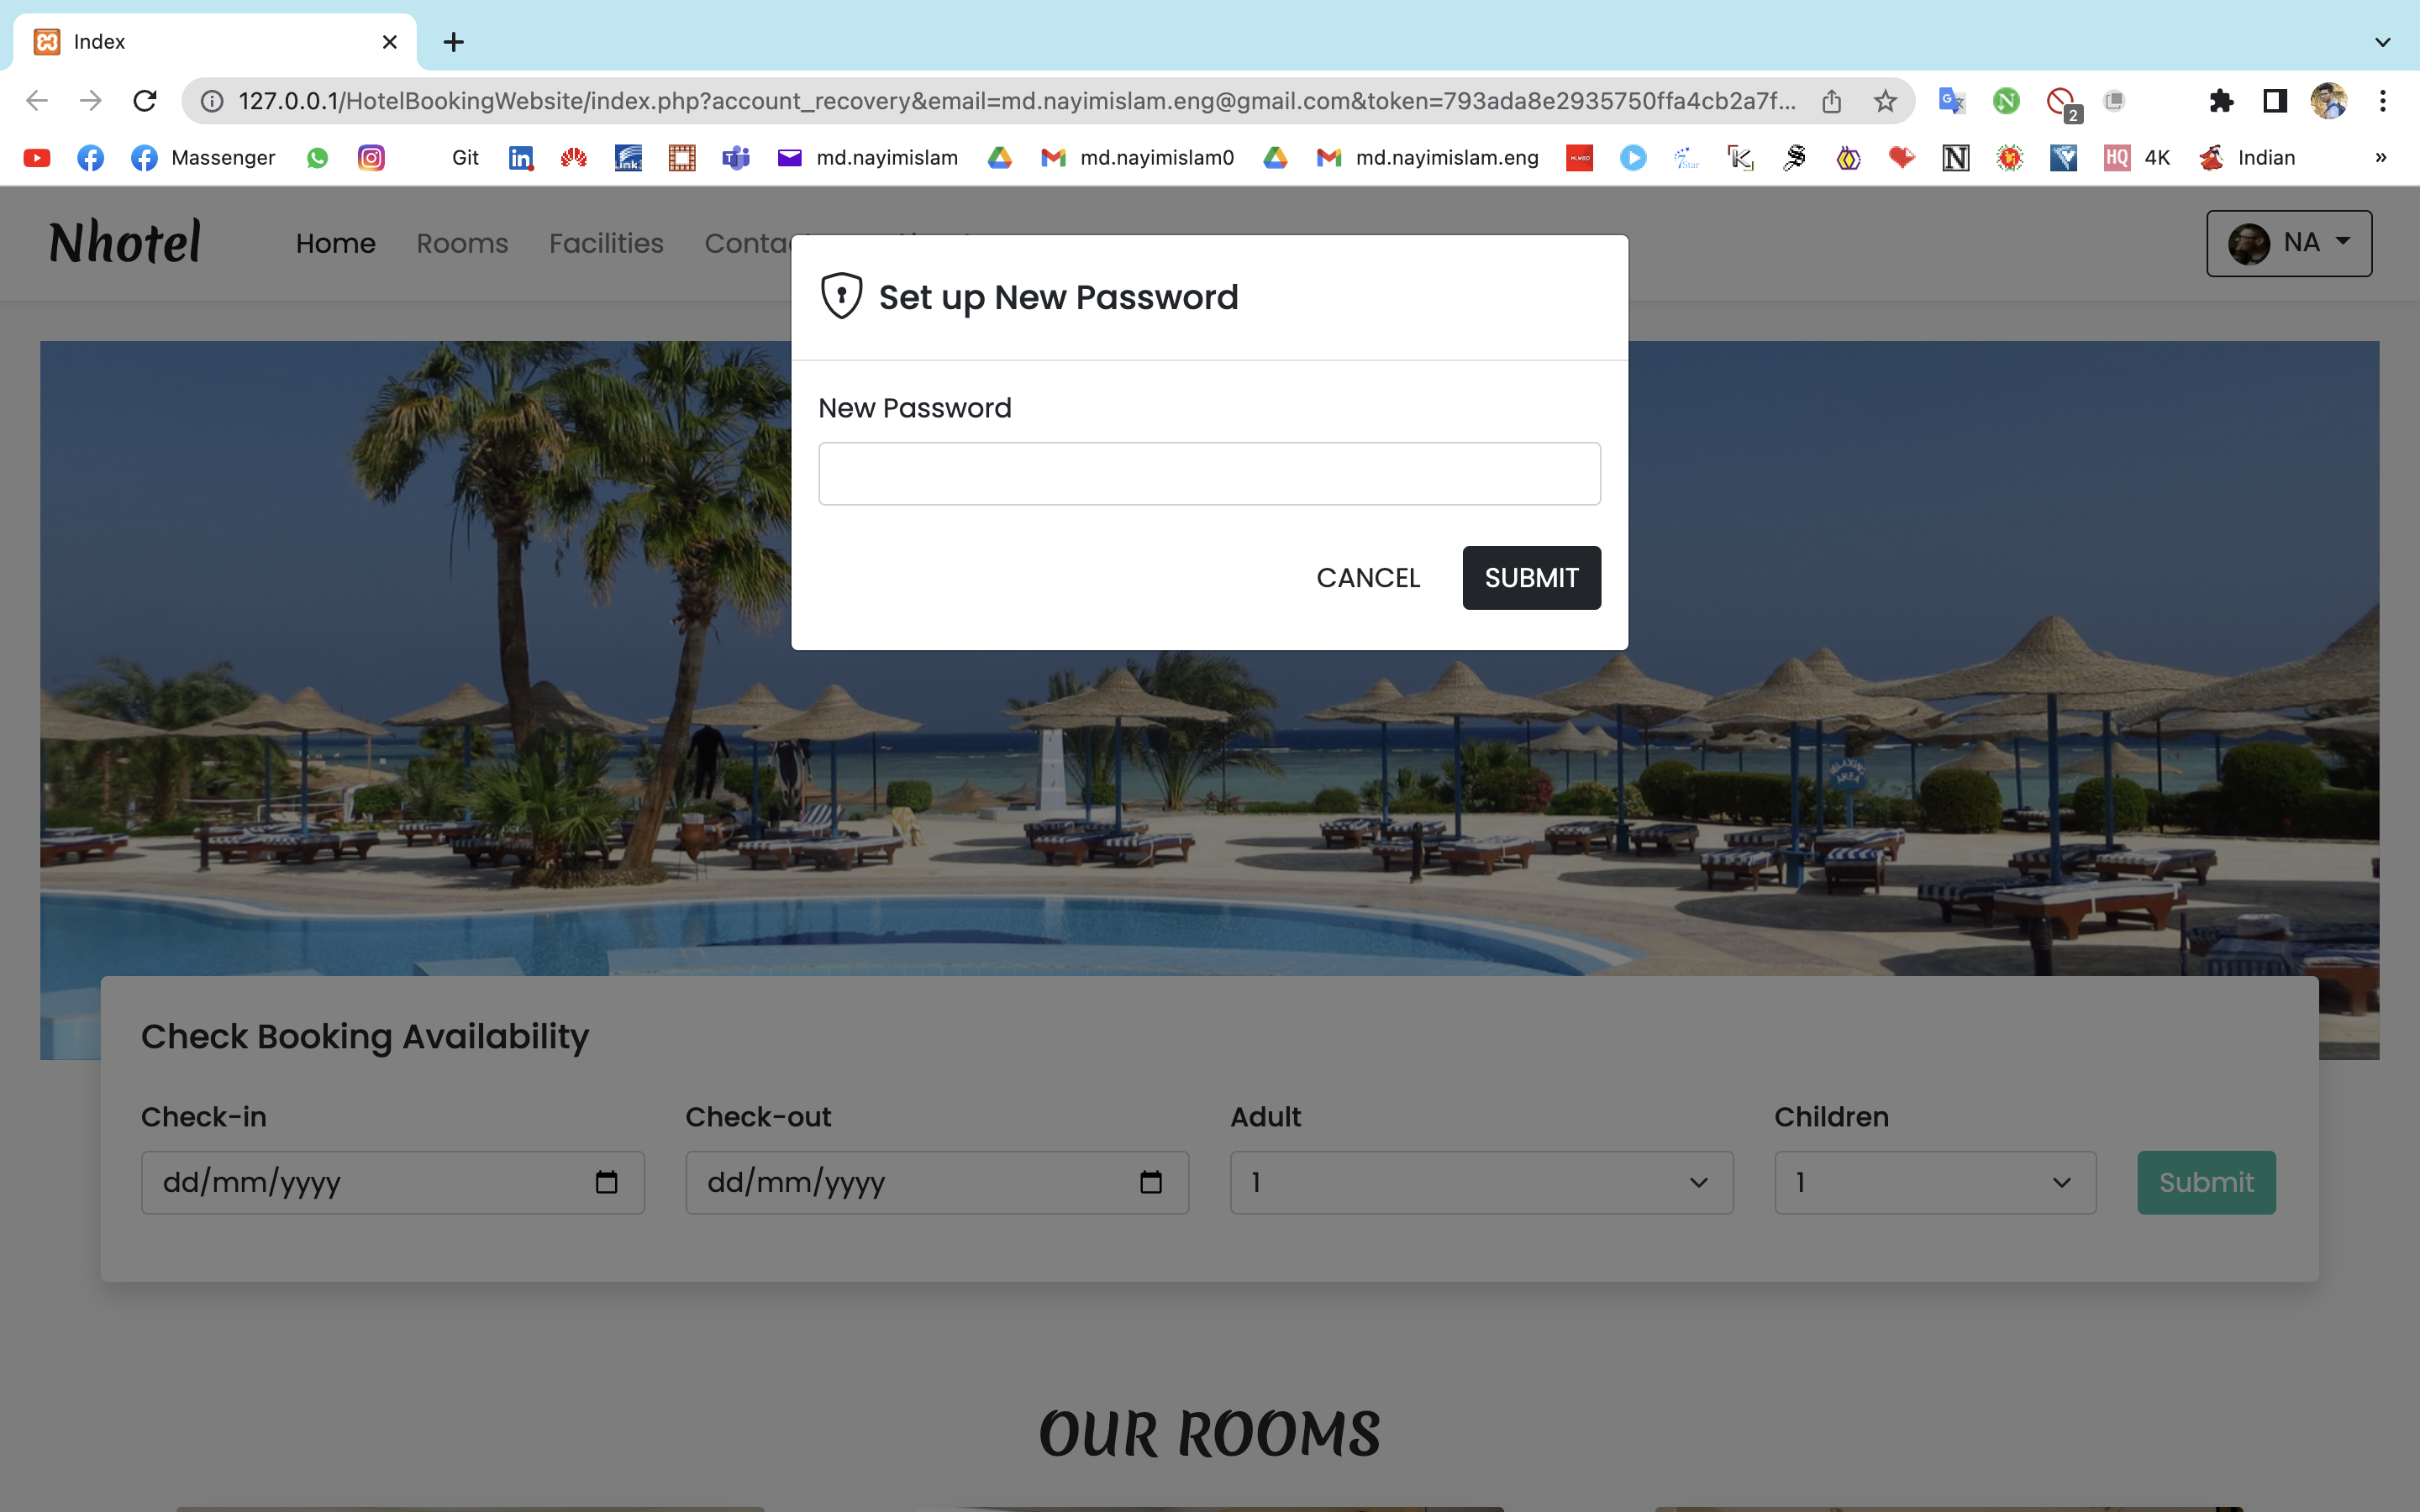 Index
127.0.0.1/HotelBookingWebsite/index.php?account_recovery&email=md.nayimislam.eng@gmail.com&token=793ada8e2935750ffa4cb2a7f...
2
Massenger Git md.nayimislam md.nayimislam0 md.nayimislam.eng HQ 4K Indian »
Nhotel Home Rooms Facilities NA
Set up New Password
New Password
CANCEL SUBMIT
RELAXING
AREA
Check Booking Availability
Check-in Check-out Adult Children
dd/mm/yyyy dd/mm/yyyy 1 1 Submit
OUR ROOMS